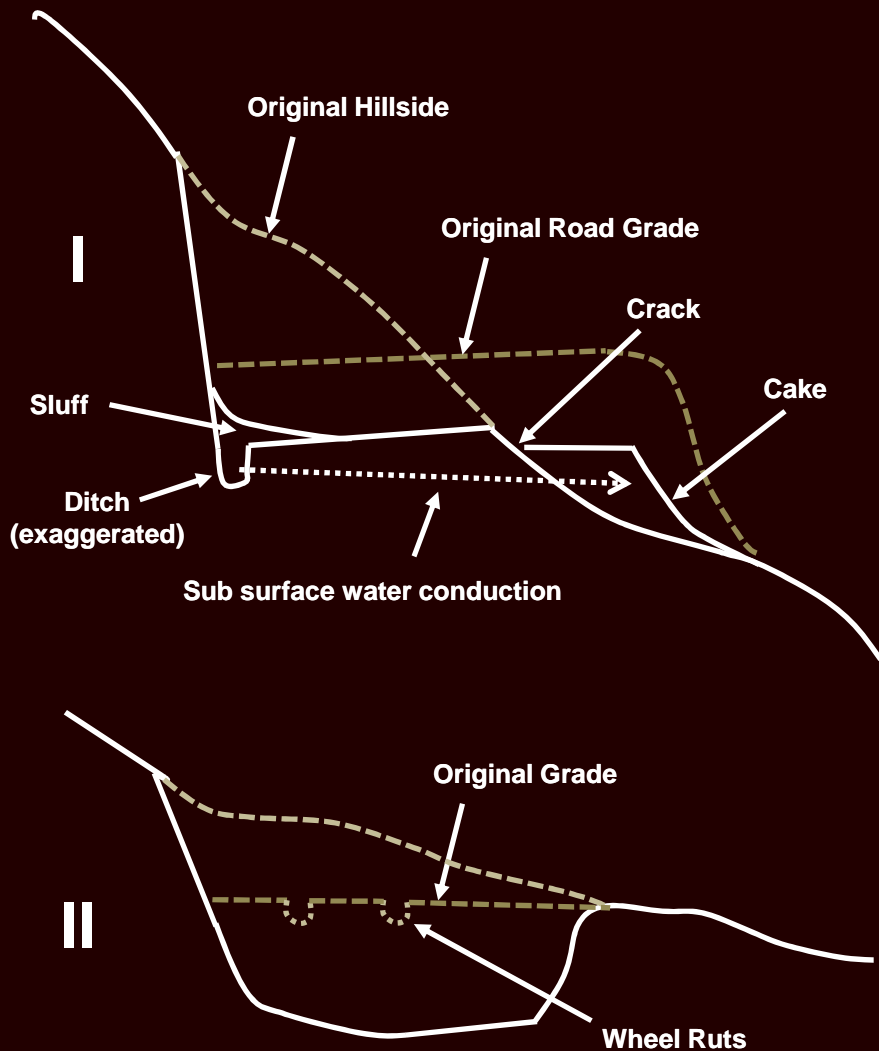 Original Hillside
Original Road Grade
I
Crack
Cake
Sluff
Ditch
(exaggerated)
Sub surface water conduction
Original Grade
II
Wheel Ruts